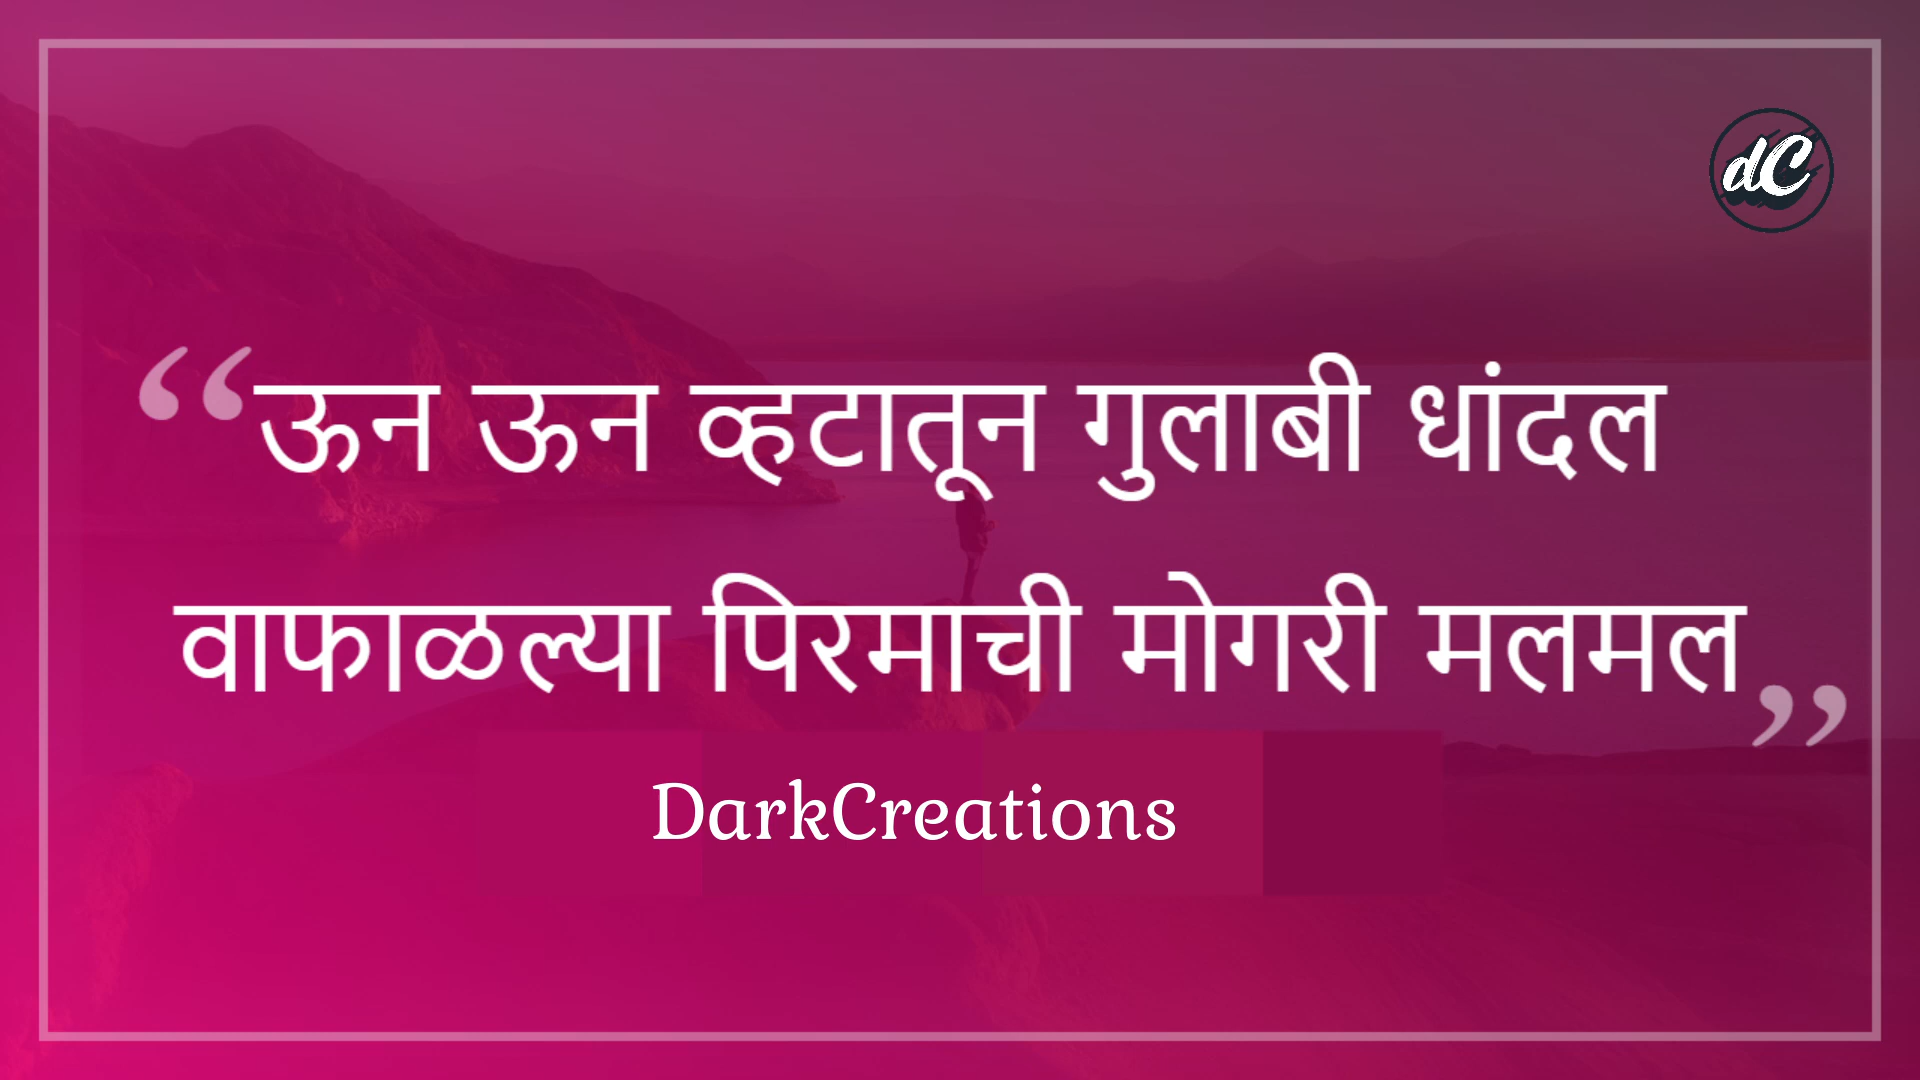 dC
“ऊन ऊन व्हटातून गुलाबी धांदल
वाफाळल्या पिरमाची मोगरी मलमल”
DarkCreations